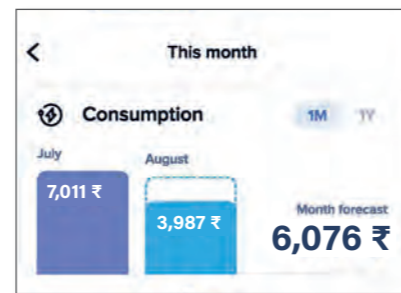 This month
Consumption
1M 1Y
July
August
7,011 ₹
3,987 ₹
Month forecast
6,076 ₹